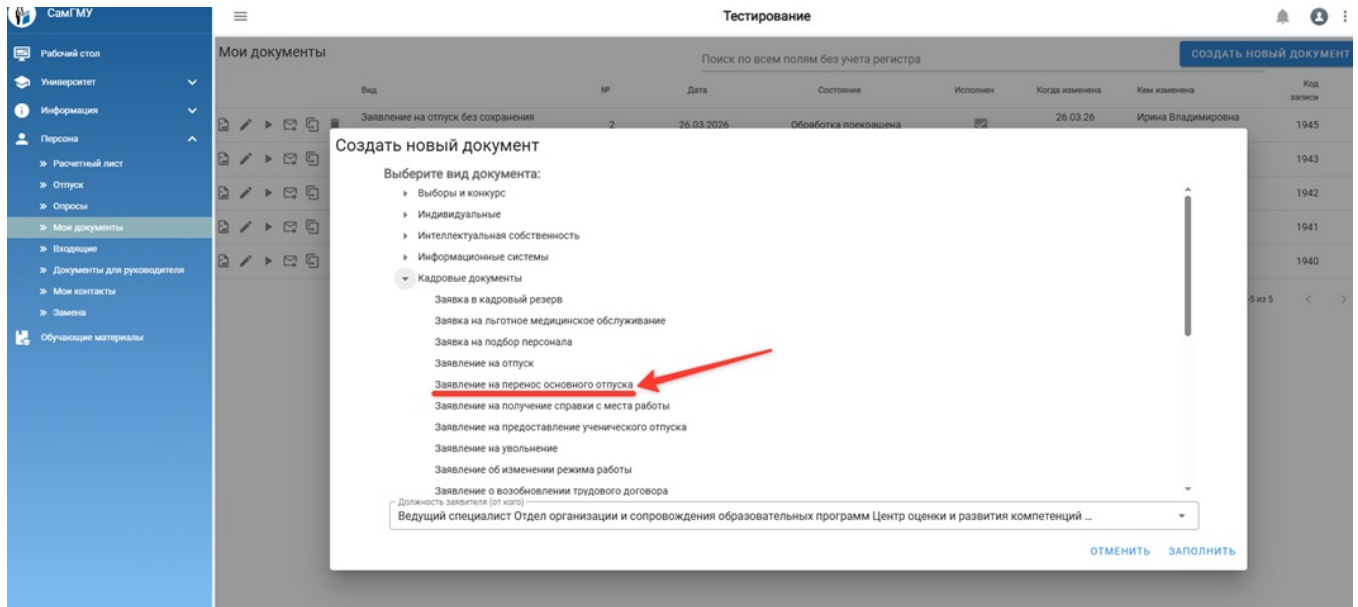 СамГМУ
Тестирование
Рабочий стол
Университет
Информация
Персона
Расчетный лист
Отпуск
Опросы
Мои документы
Входящие
Документы для руководителя
Мои контакты
Замена
Обучающие материалы
Мои документы
Поиск по всем полям без учета регистра
СОЗДАТЬ НОВЫЙ ДОКУМЕНТ
Вид № Дата Состояние Исполнен Когда изменена Кем изменена Код записи
Заявление на отпуск без сохранения 2 26.03.2026 Обработка прекращена 26.03.26 Ирина Владимировна 1945
1943
1942
1941
1940
5 из 5
Создать новый документ
Выберите вид документа:
Выборы и конкурс
Индивидуальные
Интеллектуальная собственность
Информационные системы
Кадровые документы
Заявка в кадровый резерв
Заявка на льготное медицинское обслуживание
Заявка на подбор персонала
Заявление на отпуск
Заявление на перенос основного отпуска
Заявление на получение справки с места работы
Заявление на предоставление ученического отпуска
Заявление на увольнение
Заявление об изменении режима работы
Заявление о возобновлении трудового договора
Должность заявителя (от кого)
Ведущий специалист Отдел организации и сопровождения образовательных программ Центр оценки и развития компетенций ...
ОТМЕНИТЬ ЗАПОЛНИТЬ